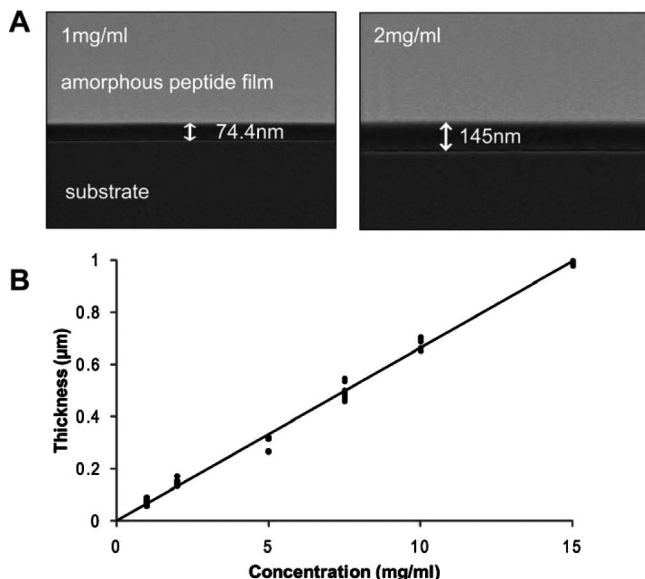 A
1mg/ml
amorphous peptide film
74.4nm
substrate
2mg/ml
145nm
B
Thickness (µm)
1
0.8
0.6
0.4
0.2
0
0 5 10 15
Concentration (mg/ml)